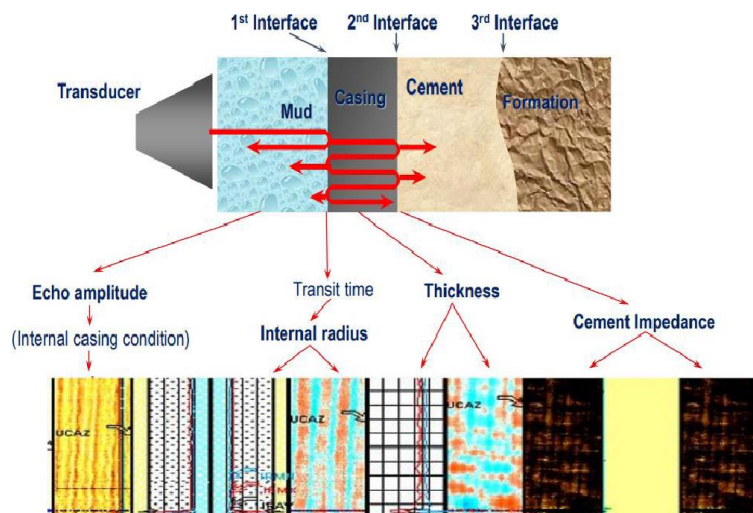 1st Interface
2nd Interface
3rd Interface
Transducer
Mud
Casing
Cement
Formation
Echo amplitude
(Internal casing condition)
Transit time
Internal radius
Thickness
Cement Impedance
UCAZ
UCAZ
UCAZ